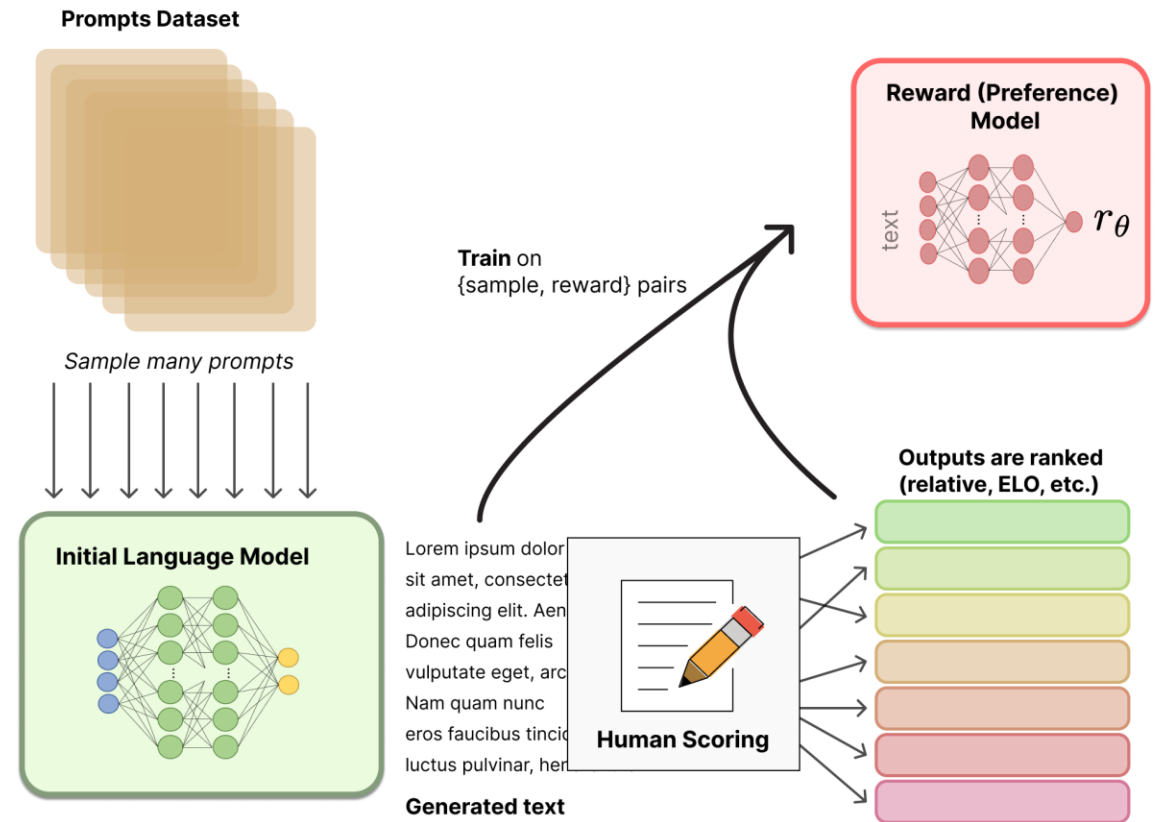 Prompts Dataset
Sample many prompts
Initial Language Model
Train on
{sample, reward} pairs
Reward (Preference)
Model
text
r_θ
Lorem ipsum dolor
sit amet, consectet
adipiscing elit. Aen
Donec quam felis
vulputate eget, arc
Nam quam nunc
eros faucibus tincid
luctus pulvinar, her
Generated text
Human Scoring
Outputs are ranked
(relative, ELO, etc.)